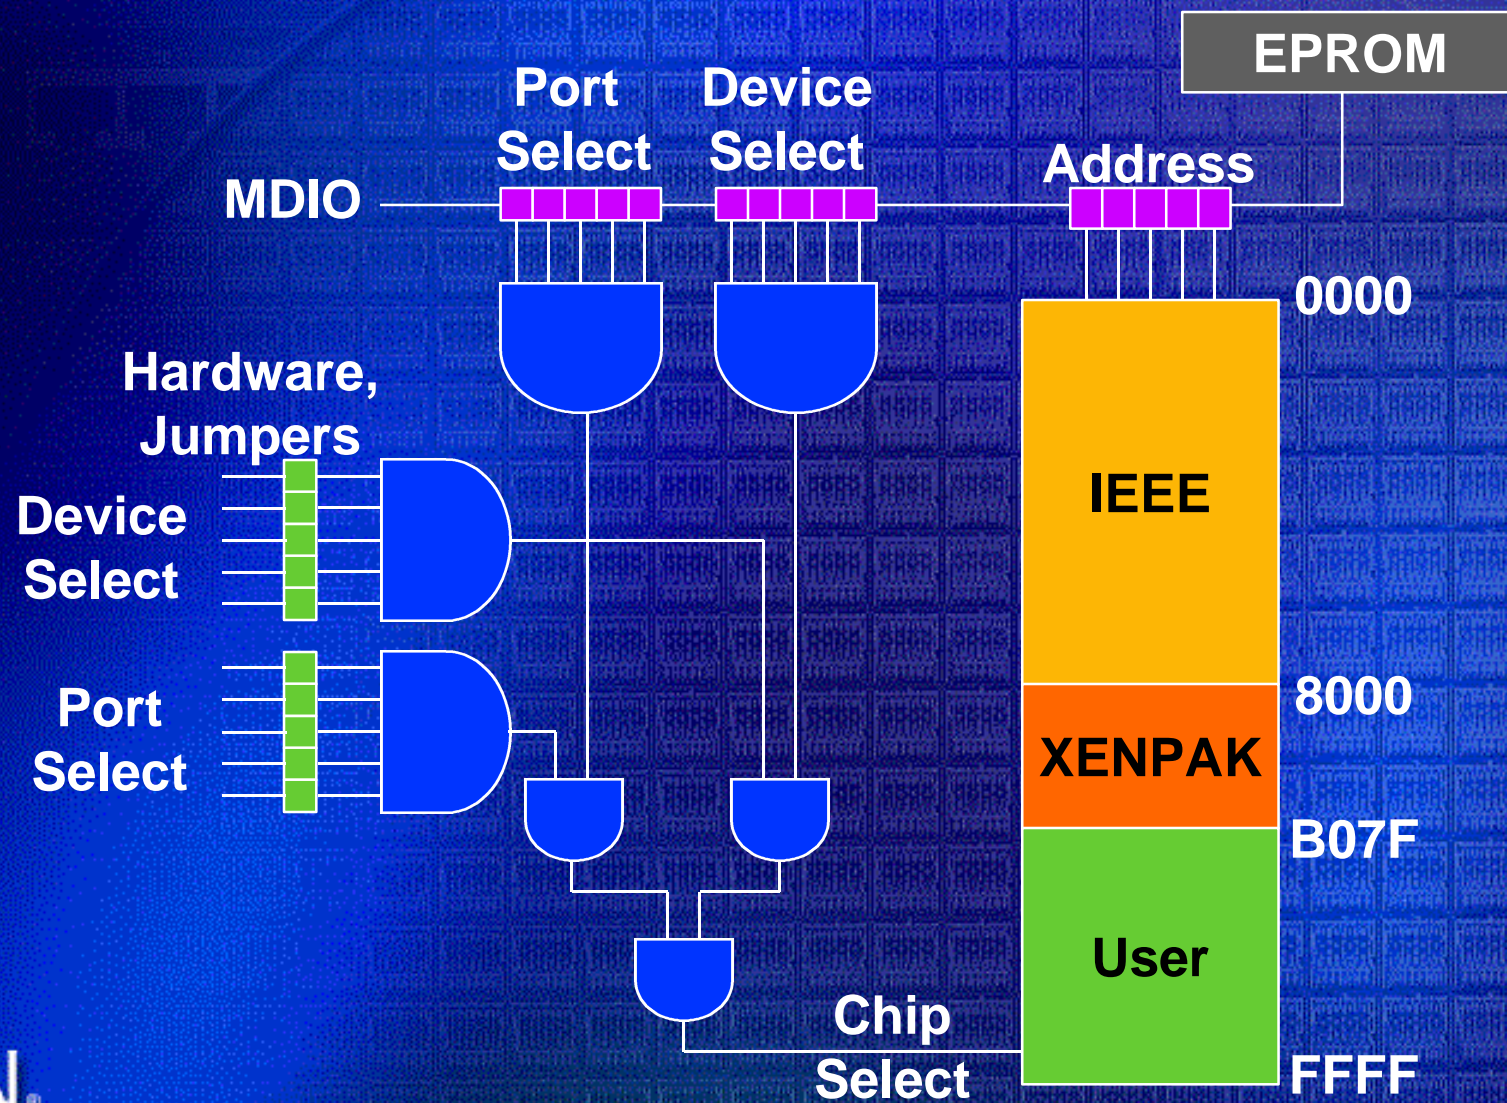 EPROM
Port
Select
Device
Select
Address
MDIO
0000
Hardware,
Jumpers
Device
Select
IEEE
Port
Select
8000
XENPAK
B07F
User
Chip
Select
FFFF